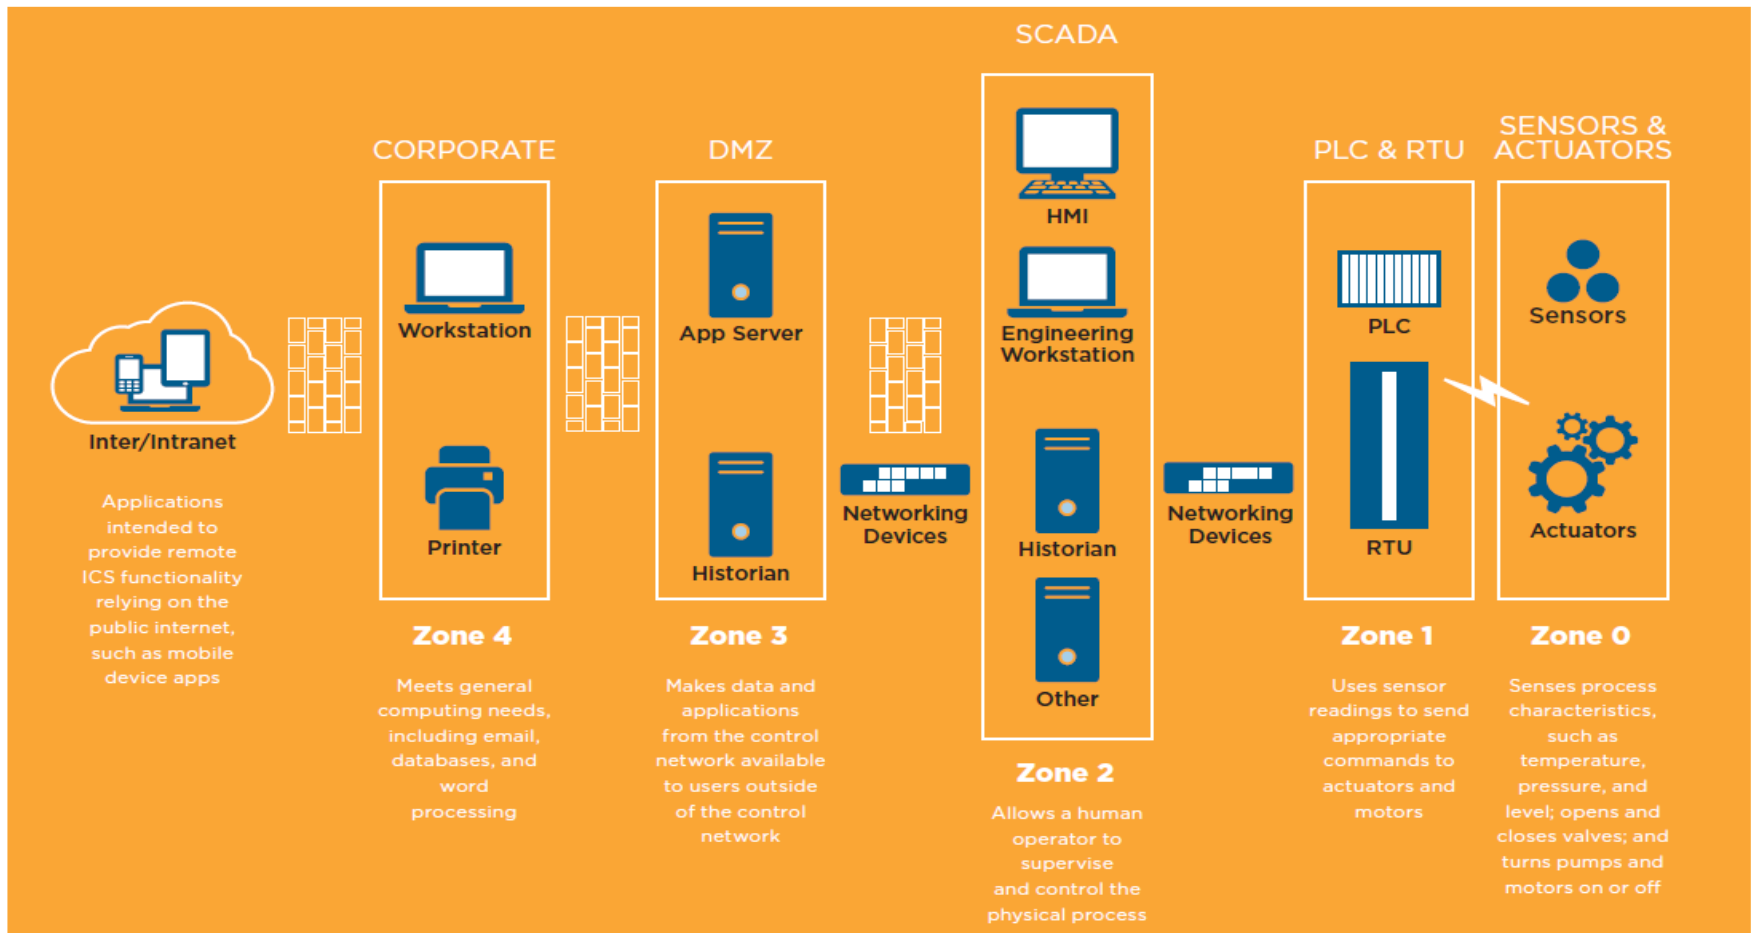 SCADA
CORPORATE
DMZ
PLC & RTU
SENSORS &
ACTUATORS
Inter/Intranet
Applications
intended to
provide remote
ICS functionality
relying on the
public internet,
such as mobile
device apps
Workstation
Printer
Zone 4
Meets general
computing needs,
including email,
databases, and
word
processing
App Server
Historian
Zone 3
Makes data and
applications
from the control
network available
to users outside
of the control
network
Networking
Devices
HMI
Engineering
Workstation
Historian
Other
Zone 2
Allows a human
operator to
supervise
and control the
physical process
Networking
Devices
PLC
RTU
Zone 1
Uses sensor
readings to send
appropriate
commands to
actuators and
motors
Sensors
Actuators
Zone 0
Senses process
characteristics,
such as
temperature,
pressure, and
level; opens and
closes valves; and
turns pumps and
motors on or off